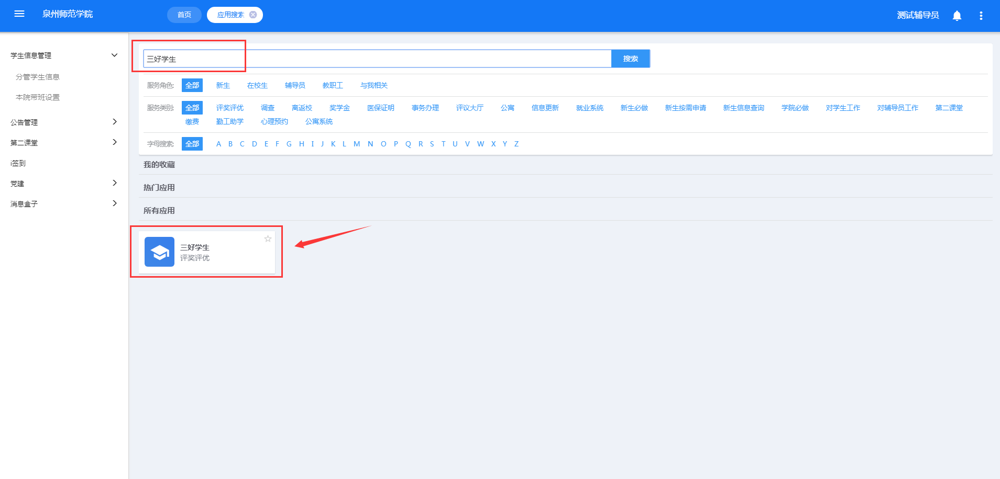 泉州师范学院
首页
应用搜索
测试辅导员
学生信息管理
分管学生信息
本院带班设置
公告管理
第二课堂
i签到
党建
消息盒子
三好学生
搜索
服务角色: 全部 新生 在校生 辅导员 教职工 与我相关
服务类别: 全部 评奖评优 调查 离返校 奖学金 医保证明 事务办理 评议大厅 公寓 信息更新 就业系统 新生必做 新生按需申请 新生信息查询 学院必做 对学生工作 对辅导员工作 第二课堂
缴费 勤工助学 心理预约 公寓系统
字母搜索: 全部 A B C D E F G H I J K L M N O P Q R S T U V W X Y Z
我的收藏
热门应用
所有应用
三好学生
评奖评优